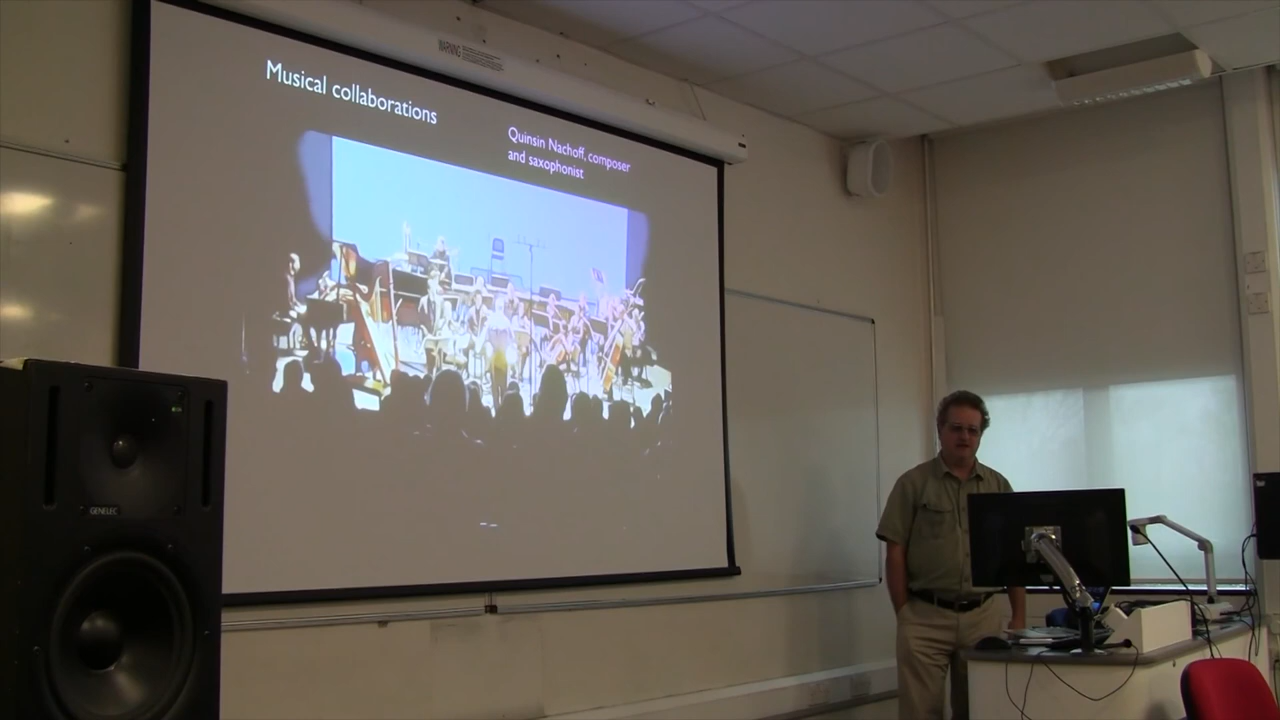 WARNING
Musical collaborations
Quinsin Nachoff, composer
and saxophonist
GENELEC